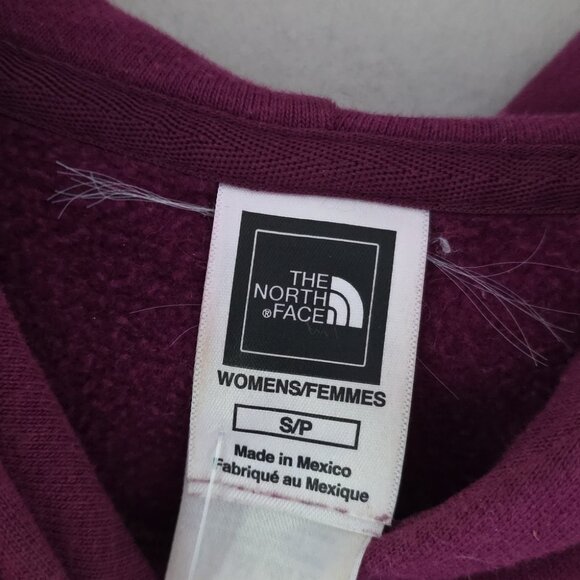 THE
NORTH
®FACE
WOMENS/FEMMES
S/P
Made in Mexico
Fabriqué au Mexique